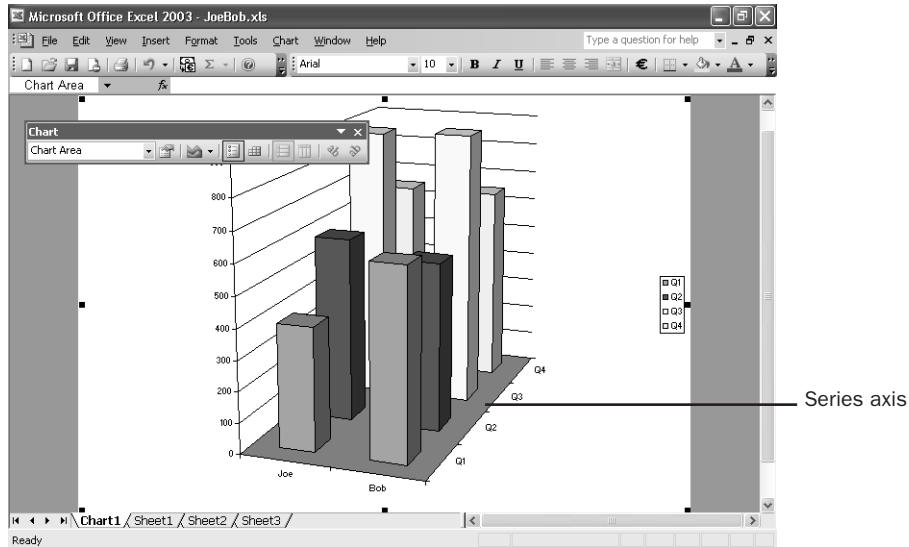 Microsoft Office Excel 2003 - JoeBob.xls
File Edit View Insert Format Tools Chart Window Help
Type a question for help
Arial 10 B I U € A
Chart Area fx
Chart
Chart Area
800
700
600
500
400
300
200
100
0
Joe
Bob
Q1
Q2
Q3
Q4
Q1
Q2
Q3
Q4
Series axis
Chart1 Sheet1 Sheet2 Sheet3
Ready